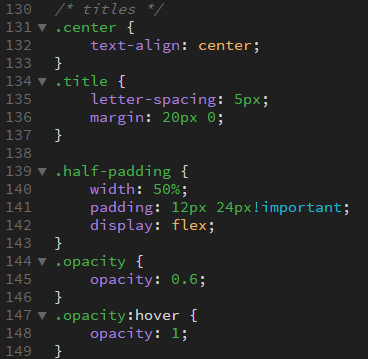 130 /* titles */
131 ▼ .center {
132 text-align: center;
133 }
134 ▼ .title {
135 letter-spacing: 5px;
136 margin: 20px 0;
137 }
138
139 ▼ .half-padding {
140 width: 50%;
141 padding: 12px 24px!important;
142 display: flex;
143 }
144 ▼ .opacity {
145 opacity: 0.6;
146 }
147 ▼ .opacity:hover {
148 opacity: 1;
149 }